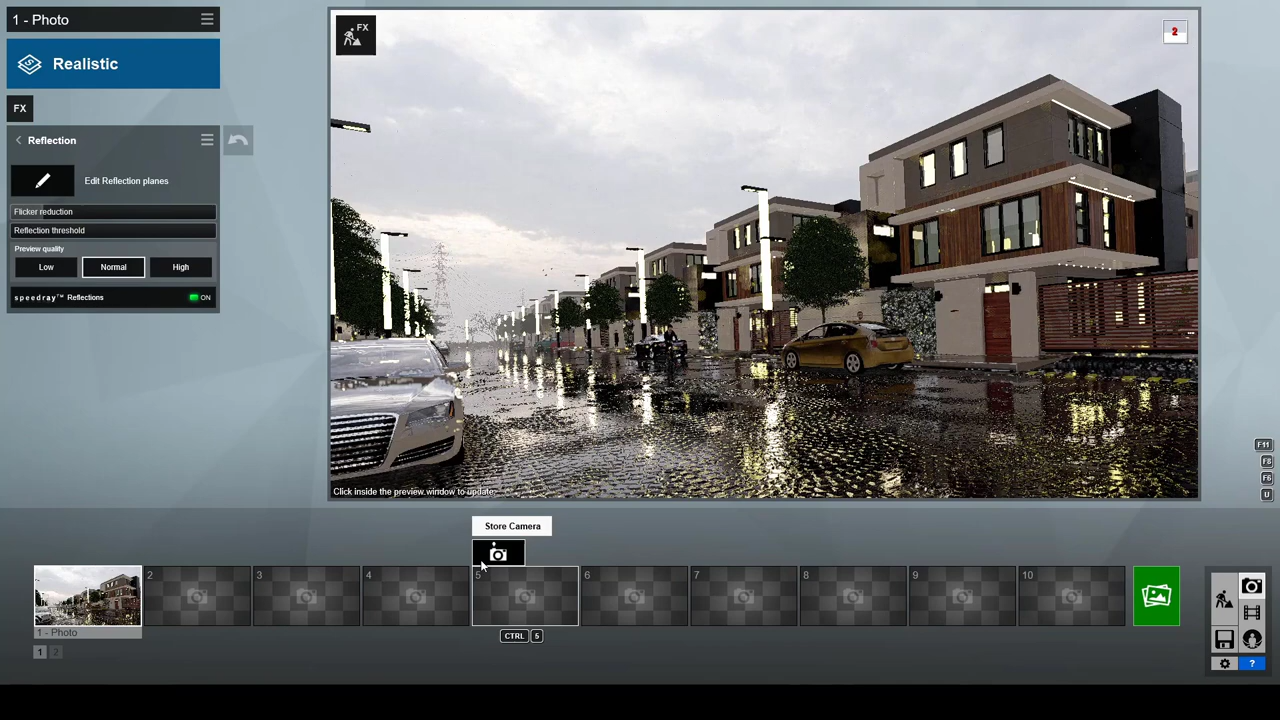 1 - Photo
Realistic
FX
Reflection
Edit Reflection planes
Flicker reduction
Reflection threshold
Preview quality
Low Normal High
speedray™ Reflections ON
FX
2
Click inside the preview window to update.
F11
F8
F6
U
Store Camera
2 3 4 5 6 7 8 9 10
1 - Photo
CTRL 5
1 2
?